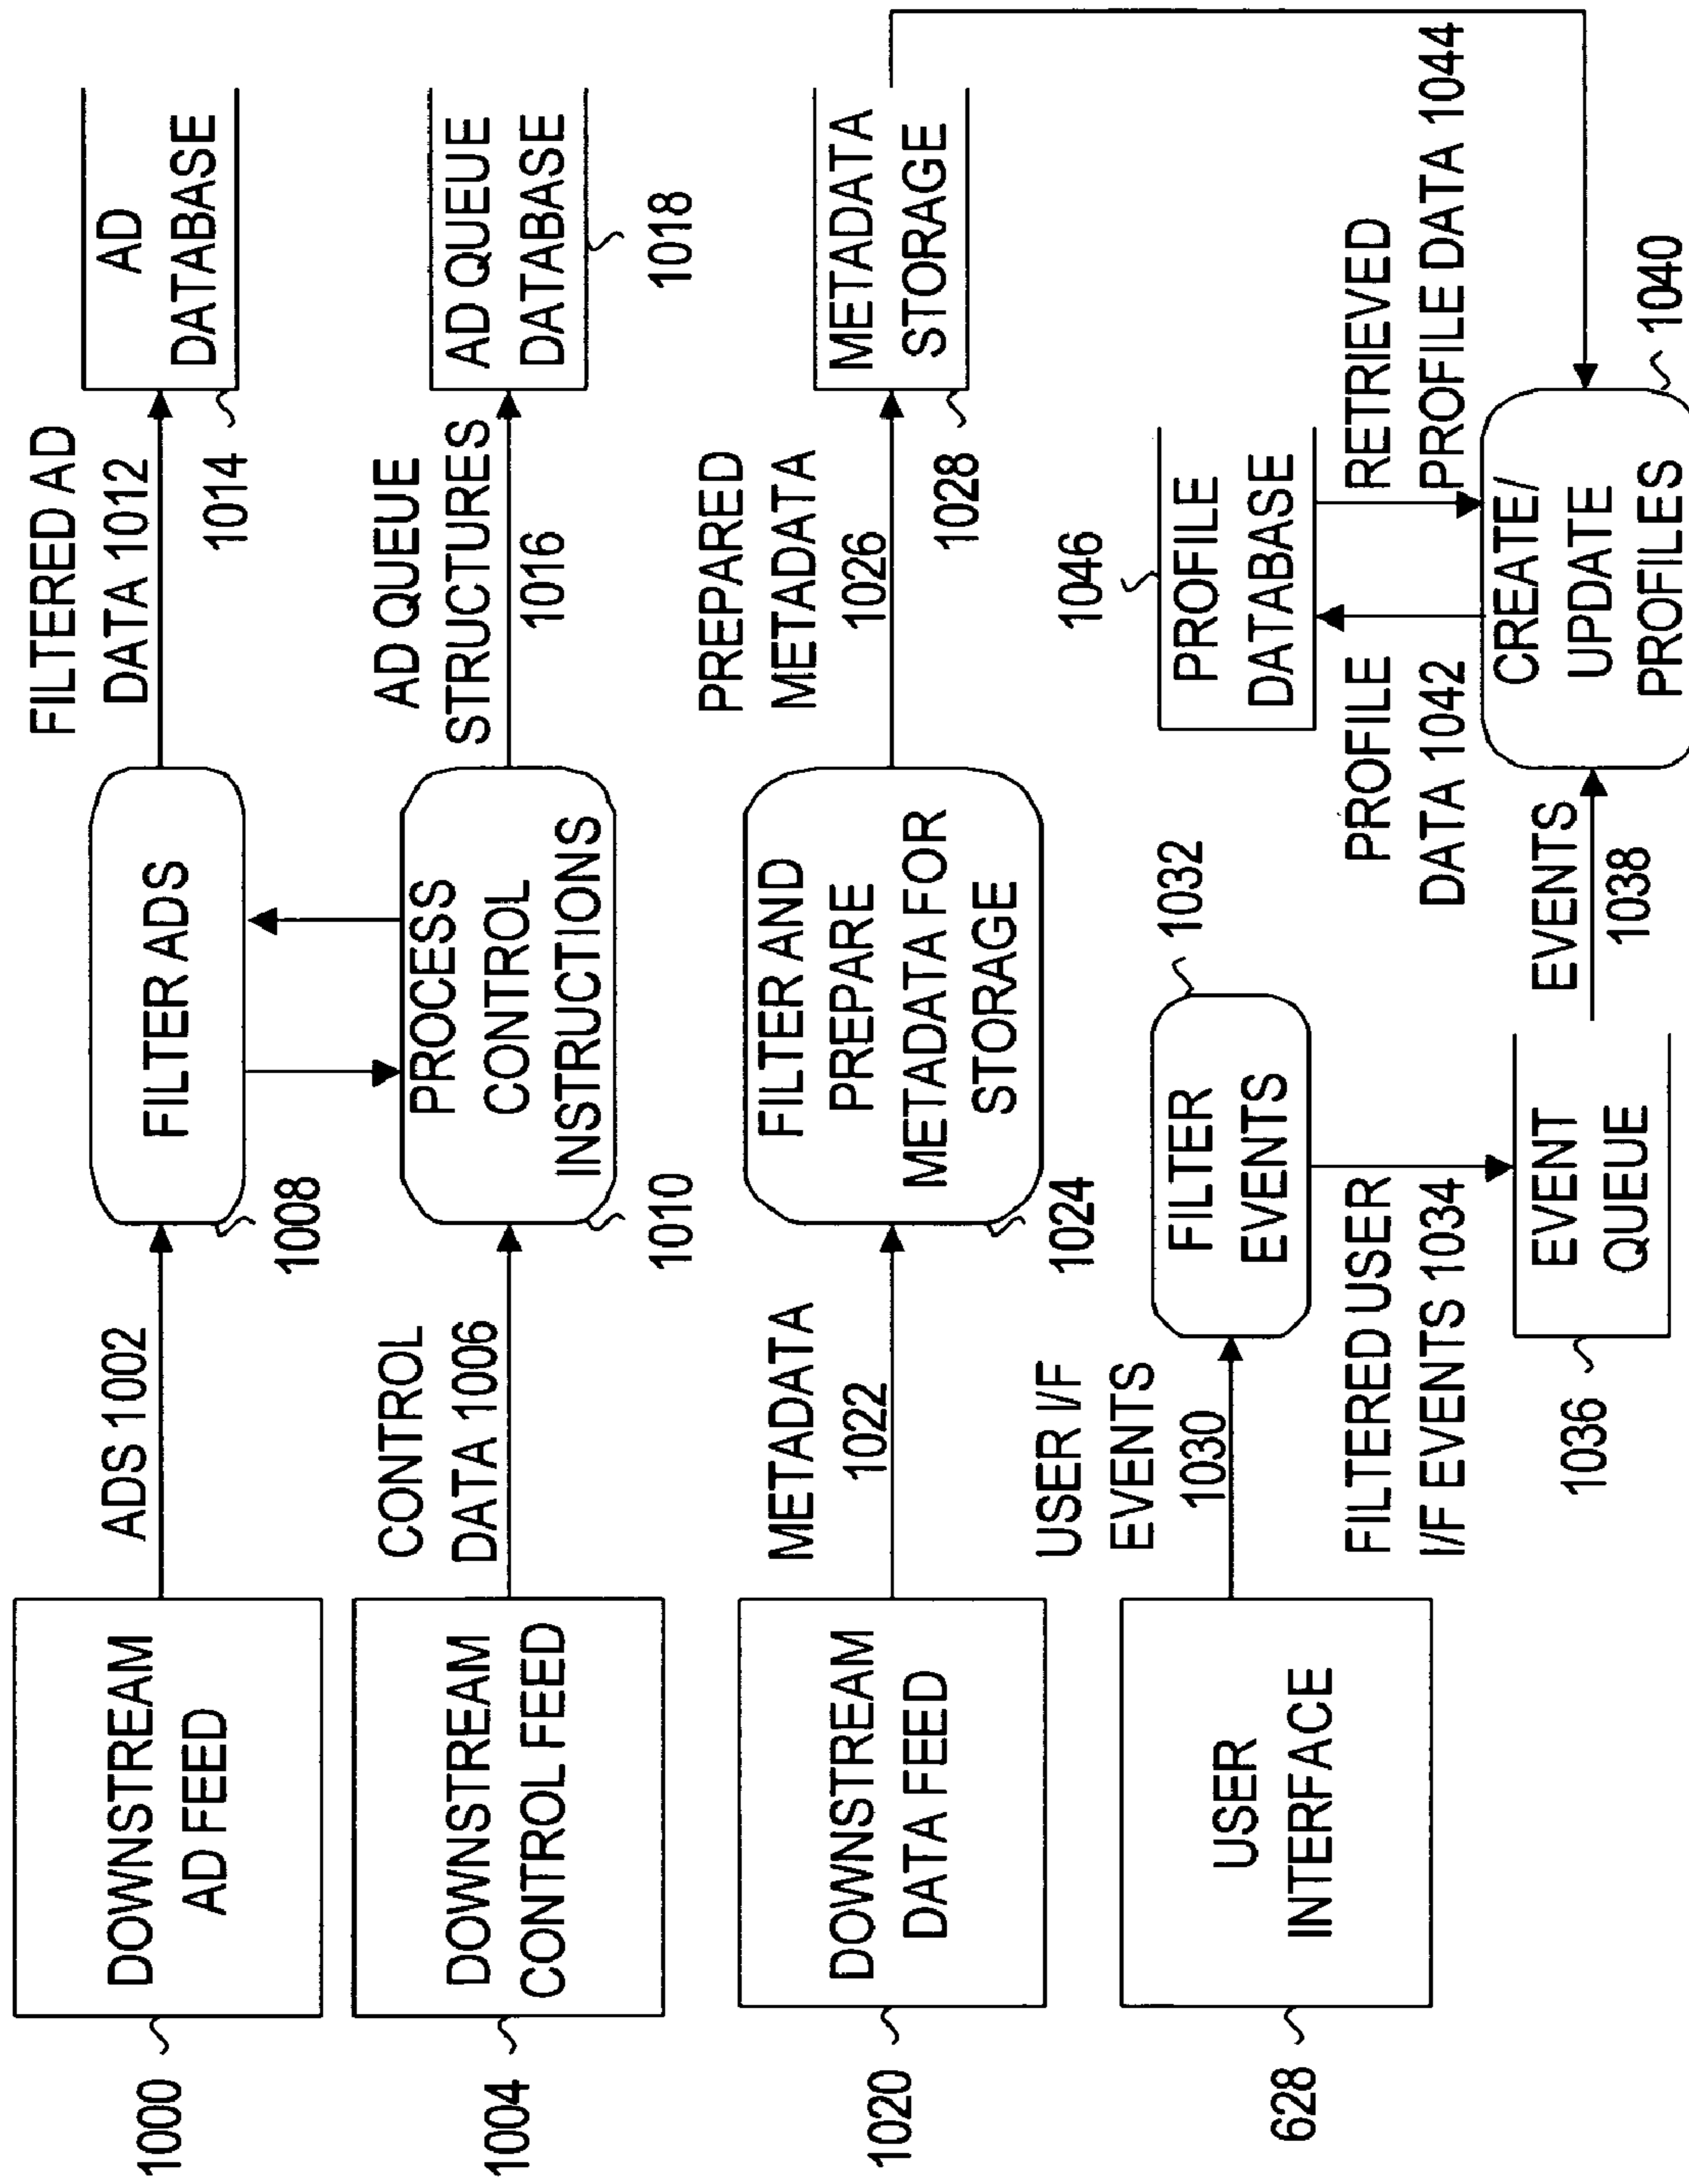 DOWNSTREAM
AD FEED
1000
ADS 1002
FILTER ADS
1008
FILTERED AD
DATA 1012
AD
DATABASE
1014
DOWNSTREAM
CONTROL FEED
1004
CONTROL
DATA 1006
PROCESS
CONTROL
INSTRUCTIONS
1010
AD QUEUE
STRUCTURES
1016
AD QUEUE
DATABASE
1018
DOWNSTREAM
DATA FEED
1020
METADATA
1022
FILTER AND
PREPARE
METADATA FOR
STORAGE
1024
PREPARED
METADATA
1026
METADATA
STORAGE
1028
USER
INTERFACE
628
USER I/F
EVENTS
1030
FILTER
EVENTS
1032
FILTERED USER
I/F EVENTS 1034
EVENT
QUEUE
1036
EVENTS
1038
PROFILE
DATABASE
1046
PROFILE
DATA 1042
RETRIEVED
PROFILE DATA 1044
CREATE/
UPDATE
PROFILES
1040